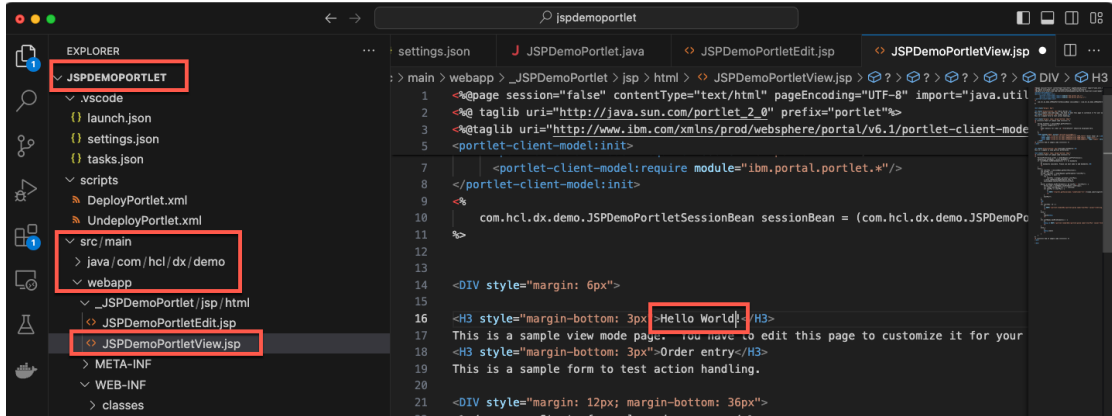 jspdemoportlet
EXPLORER
settings.json
JSPDemoPortlet.java
JSPDemoPortletEdit.jsp
JSPDemoPortletView.jsp
JSPDEMOPORTLET
> main > webapp > _JSPDemoPortlet > jsp > html > JSPDemoPortletView.jsp > ? > ? > ? > ? > DIV > H3
.vscode
launch.json
settings.json
tasks.json
scripts
DeployPortlet.xml
UndeployPortlet.xml
src/main
java/com/hcl/dx/demo
webapp
_JSPDemoPortlet/jsp/html
JSPDemoPortletEdit.jsp
JSPDemoPortletView.jsp
META-INF
WEB-INF
classes
1 <%@page session="false" contentType="text/html" pageEncoding="UTF-8" import="java.util
2 <%@ taglib uri="http://java.sun.com/portlet_2_0" prefix="portlet"%>
3 <%@taglib uri="http://www.ibm.com/xmlns/prod/websphere/portal/v6.1/portlet-client-mode
5 <portlet-client-model:init>
7 <portlet-client-model:require module="ibm.portal.portlet.*"/>
8 </portlet-client-model:init>
9 <%
10 com.hcl.dx.demo.JSPDemoPortletSessionBean sessionBean = (com.hcl.dx.demo.JSPDemoPo
11 %>
12
13
14 <DIV style="margin: 6px">
15
16 <H3 style="margin-bottom: 3px">Hello World!</H3>
17 This is a sample view mode page. You have to edit this page to customize it for your
18 <H3 style="margin-bottom: 3px">Order entry</H3>
19 This is a sample form to test action handling.
20
21 <DIV style="margin: 12px; margin-bottom: 36px">